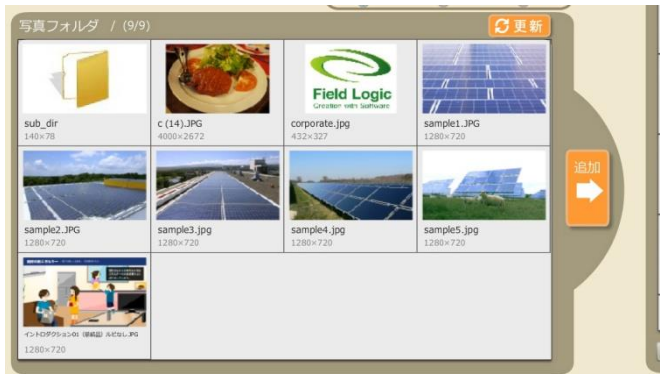 写真フォルダ / (9/9)
更新
sub_dir
140×78
c (14).JPG
4000×2672
Field Logic
Creation with Software
corporate.jpg
432×327
sample1.JPG
1280×720
追加
sample2.JPG
1280×720
sample3.jpg
1280×720
sample4.jpg
1280×720
sample5.jpg
1280×720
イントロダクション01 (部品図) ルビなし.JPG
1280×720